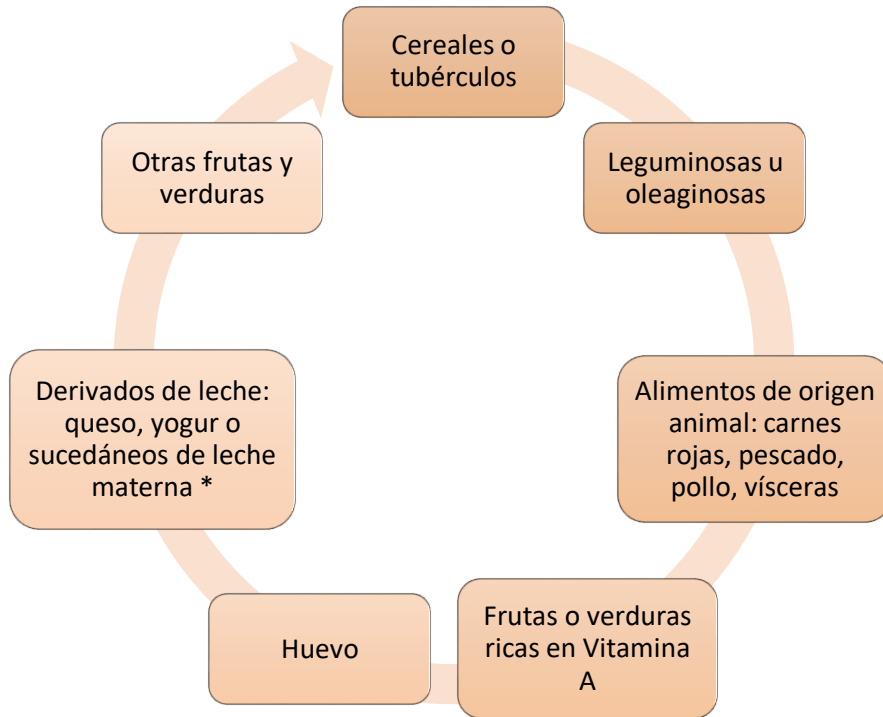 Cereales o
tubérculos
Leguminosas u
oleaginosas
Alimentos de origen
animal: carnes
rojas, pescado,
pollo, vísceras
Frutas o verduras
ricas en Vitamina
A
Huevo
Derivados de leche:
queso, yogur o
sucedáneos de leche
materna *
Otras frutas y
verduras